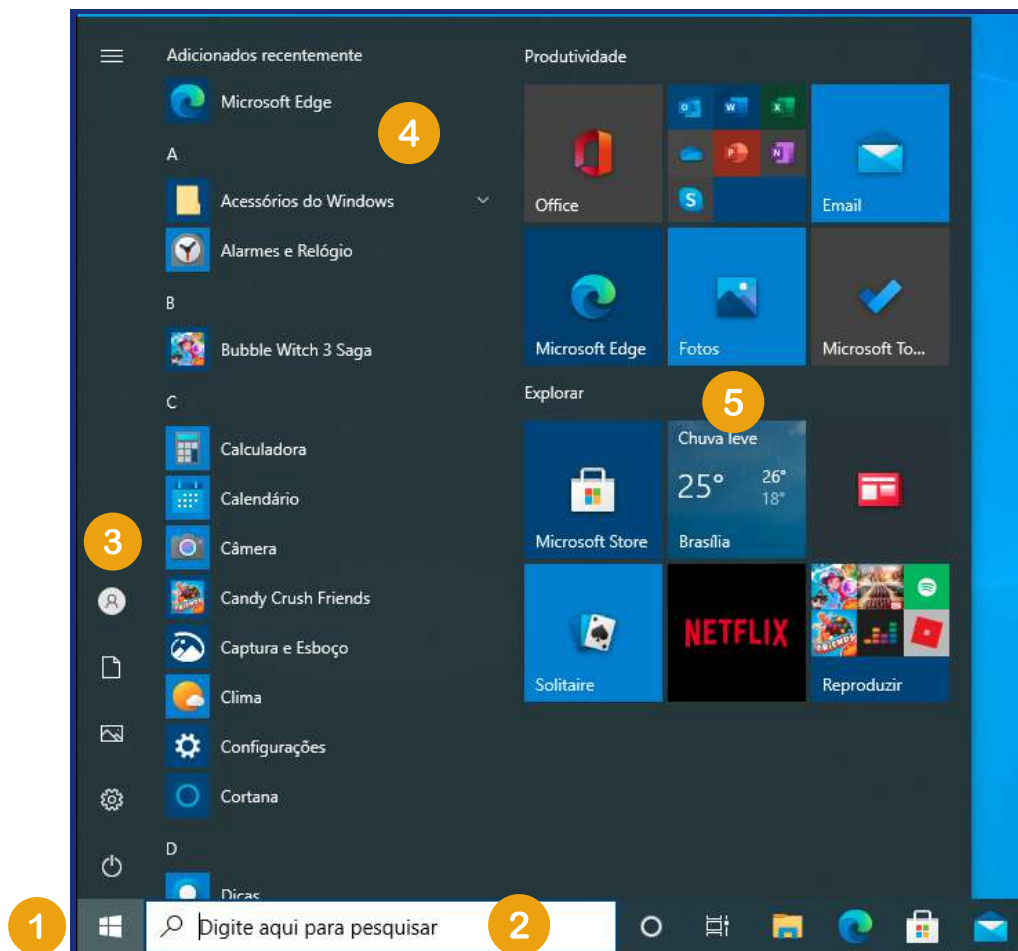 Adicionados recentemente
Microsoft Edge
4
A
Acessórios do Windows
Alarmes e Relógio
B
Bubble Witch 3 Saga
C
Calculadora
Calendário
3
Câmera
Candy Crush Friends
Captura e Esboço
Clima
Configurações
Cortana
D
Dicas
Produtividade
Office
Email
Microsoft Edge
Fotos
Microsoft To...
Explorar
5
Microsoft Store
Chuva leve
25° 26°
18°
Brasília
Solitaire
NETFLIX
Reproduzir
1
Digite aqui para pesquisar
2